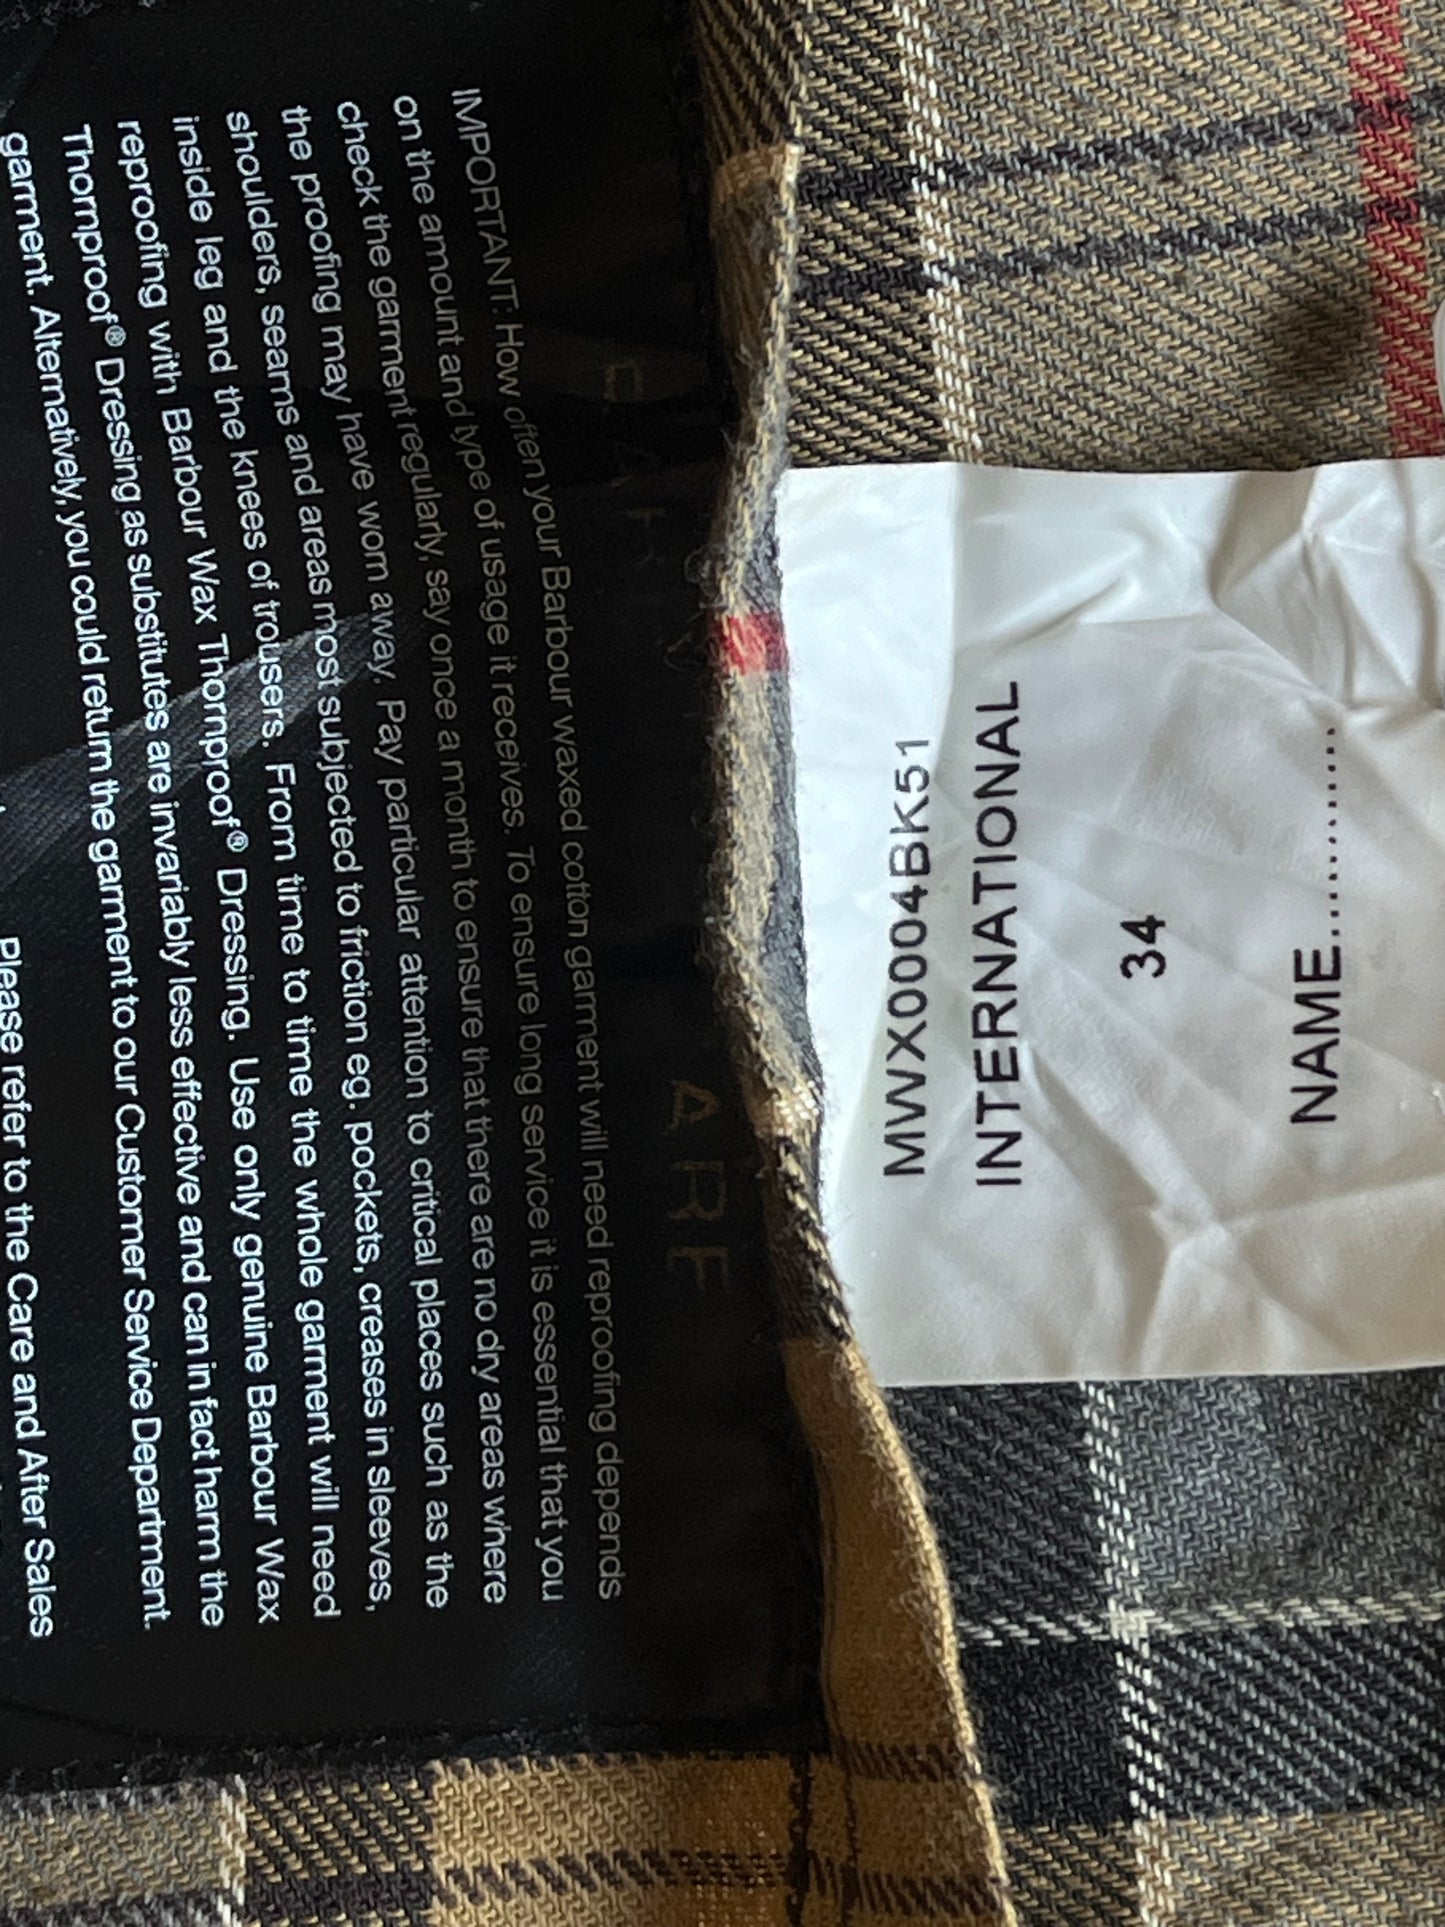 IMPORTANT: How often your Barbour waxed cotton garment will need reproofing depends
on the amount and type of usage it receives. To ensure long service it is essential that you
check the garment regularly, say once a month to ensure that there are no dry areas where
the proofing may have worn away. Pay particular attention to critical places such as the
shoulders, seams and areas most subjected to friction eg. pockets, creases in sleeves,
inside leg and the knees of trousers. From time to time the whole garment will need
reproofing with Barbour Wax Thornproof® Dressing. Use only genuine Barbour Wax
Thornproof® Dressing as substitutes are invariably less effective and can in fact harm the
garment. Alternatively, you could return the garment to our Customer Service Department.
Please refer to the Care and After Sales
MWX0004BK51
INTERNATIONAL
34
NAME............